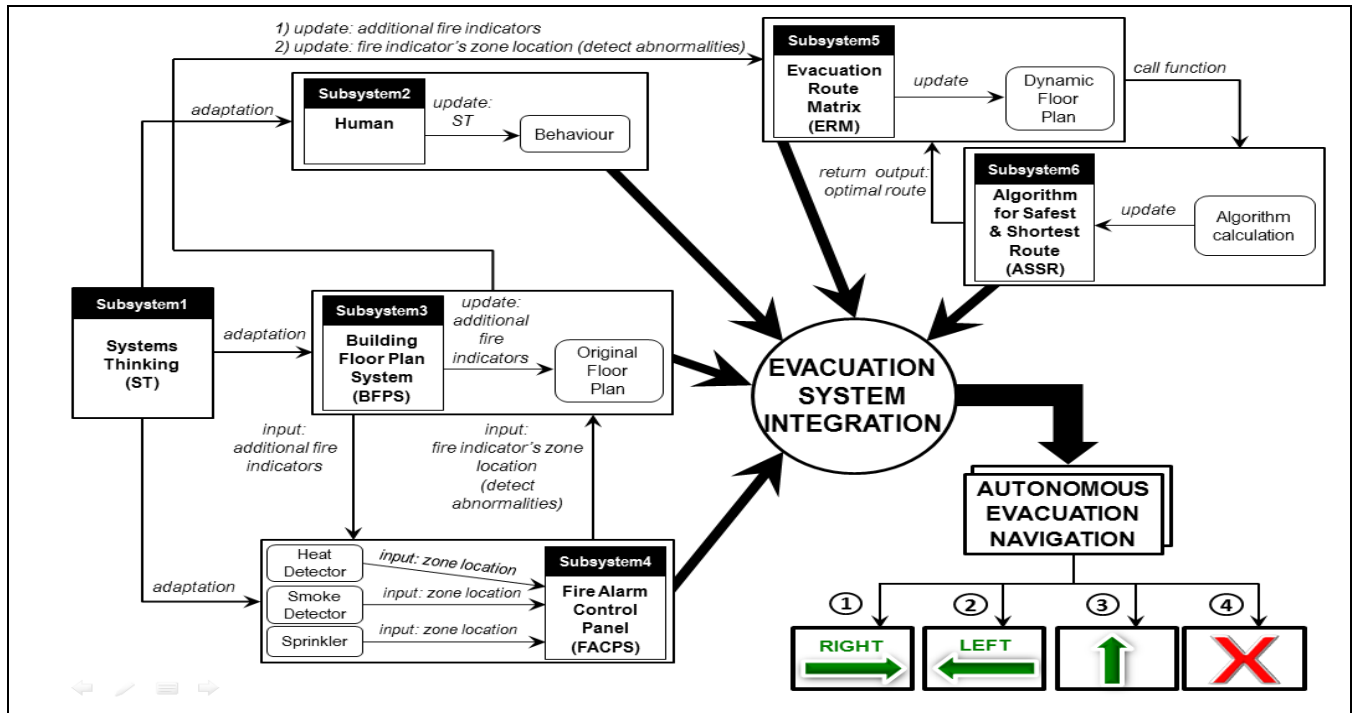 1) update: additional fire indicators
2) update: fire indicator's zone location (detect abnormalities)
adaptation
Subsystem2
Human
update:
ST
Behaviour
Subsystem5
Evacuation
Route
Matrix
(ERM)
update
Dynamic
Floor
Plan
call function
return output:
optimal route
Subsystem6
Algorithm
for Safest
& Shortest
Route
(ASSR)
update
Algorithm
calculation
Subsystem1
Systems
Thinking
(ST)
adaptation
Subsystem3
Building
Floor Plan
System
(BFPS)
update:
additional
fire
indicators
Original
Floor
Plan
EVACUATION
SYSTEM
INTEGRATION
input:
additional fire
indicators
input:
fire indicator's zone
location
(detect
abnormalities)
adaptation
Heat
Detector
input: zone location
Smoke
Detector
input: zone location
Sprinkler
input: zone location
Subsystem4
Fire Alarm
Control
Panel
(FACPS)
AUTONOMOUS
EVACUATION
NAVIGATION
1
2
3
4
RIGHT
LEFT